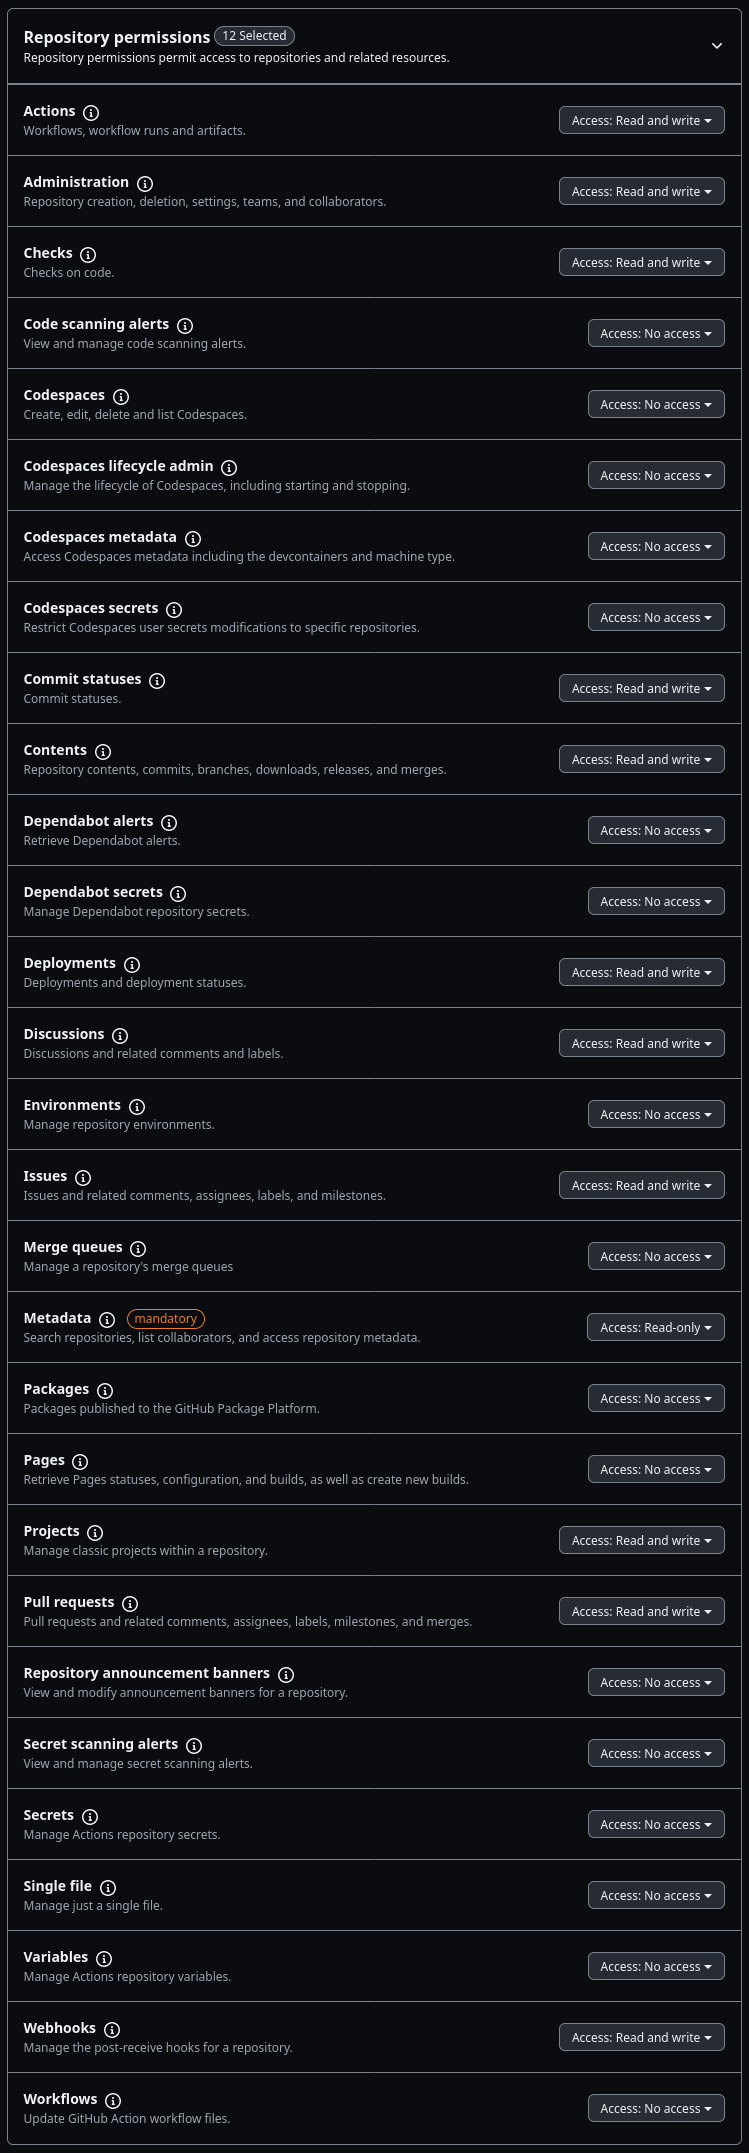 Repository permissions 12 Selected
Repository permissions permit access to repositories and related resources.
Actions
Access: Read and write
Workflows, workflow runs and artifacts.
Administration
Access: Read and write
Repository creation, deletion, settings, teams, and collaborators.
Checks
Access: Read and write
Checks on code.
Code scanning alerts
Access: No access
View and manage code scanning alerts.
Codespaces
Access: No access
Create, edit, delete and list Codespaces.
Codespaces lifecycle admin
Access: No access
Manage the lifecycle of Codespaces, including starting and stopping.
Codespaces metadata
Access: No access
Access Codespaces metadata including the devcontainers and machine type.
Codespaces secrets
Access: No access
Restrict Codespaces user secrets modifications to specific repositories.
Commit statuses
Access: Read and write
Commit statuses.
Contents
Access: Read and write
Repository contents, commits, branches, downloads, releases, and merges.
Dependabot alerts
Access: No access
Retrieve Dependabot alerts.
Dependabot secrets
Access: No access
Manage Dependabot repository secrets.
Deployments
Access: Read and write
Deployments and deployment statuses.
Discussions
Access: Read and write
Discussions and related comments and labels.
Environments
Access: No access
Manage repository environments.
Issues
Access: Read and write
Issues and related comments, assignees, labels, and milestones.
Merge queues
Access: No access
Manage a repository's merge queues
Metadata mandatory
Access: Read-only
Search repositories, list collaborators, and access repository metadata.
Packages
Access: No access
Packages published to the GitHub Package Platform.
Pages
Access: No access
Retrieve Pages statuses, configuration, and builds, as well as create new builds.
Projects
Access: Read and write
Manage classic projects within a repository.
Pull requests
Access: Read and write
Pull requests and related comments, assignees, labels, milestones, and merges.
Repository announcement banners
Access: No access
View and modify announcement banners for a repository.
Secret scanning alerts
Access: No access
View and manage secret scanning alerts.
Secrets
Access: No access
Manage Actions repository secrets.
Single file
Access: No access
Manage just a single file.
Variables
Access: No access
Manage Actions repository variables.
Webhooks
Access: Read and write
Manage the post-receive hooks for a repository.
Workflows
Access: No access
Update GitHub Action workflow files.